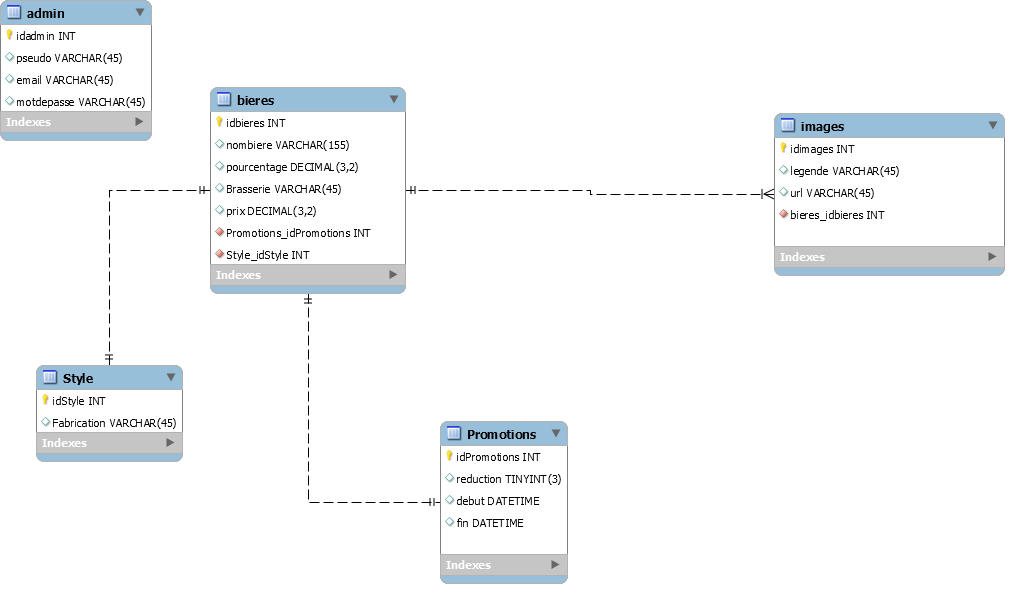 admin
idadmin INT
pseudo VARCHAR(45)
email VARCHAR(45)
motdepasse VARCHAR(45)
Indexes
bieres
idbieres INT
nombiere VARCHAR(155)
pourcentage DECIMAL(3,2)
Brasserie VARCHAR(45)
prix DECIMAL(3,2)
Promotions_idPromotions INT
Style_idStyle INT
Indexes
images
idimages INT
legende VARCHAR(45)
url VARCHAR(45)
bieres_idbieres INT
Indexes
Style
idStyle INT
Fabrication VARCHAR(45)
Indexes
Promotions
idPromotions INT
reduction TINYINT(3)
debut DATETIME
fin DATETIME
Indexes